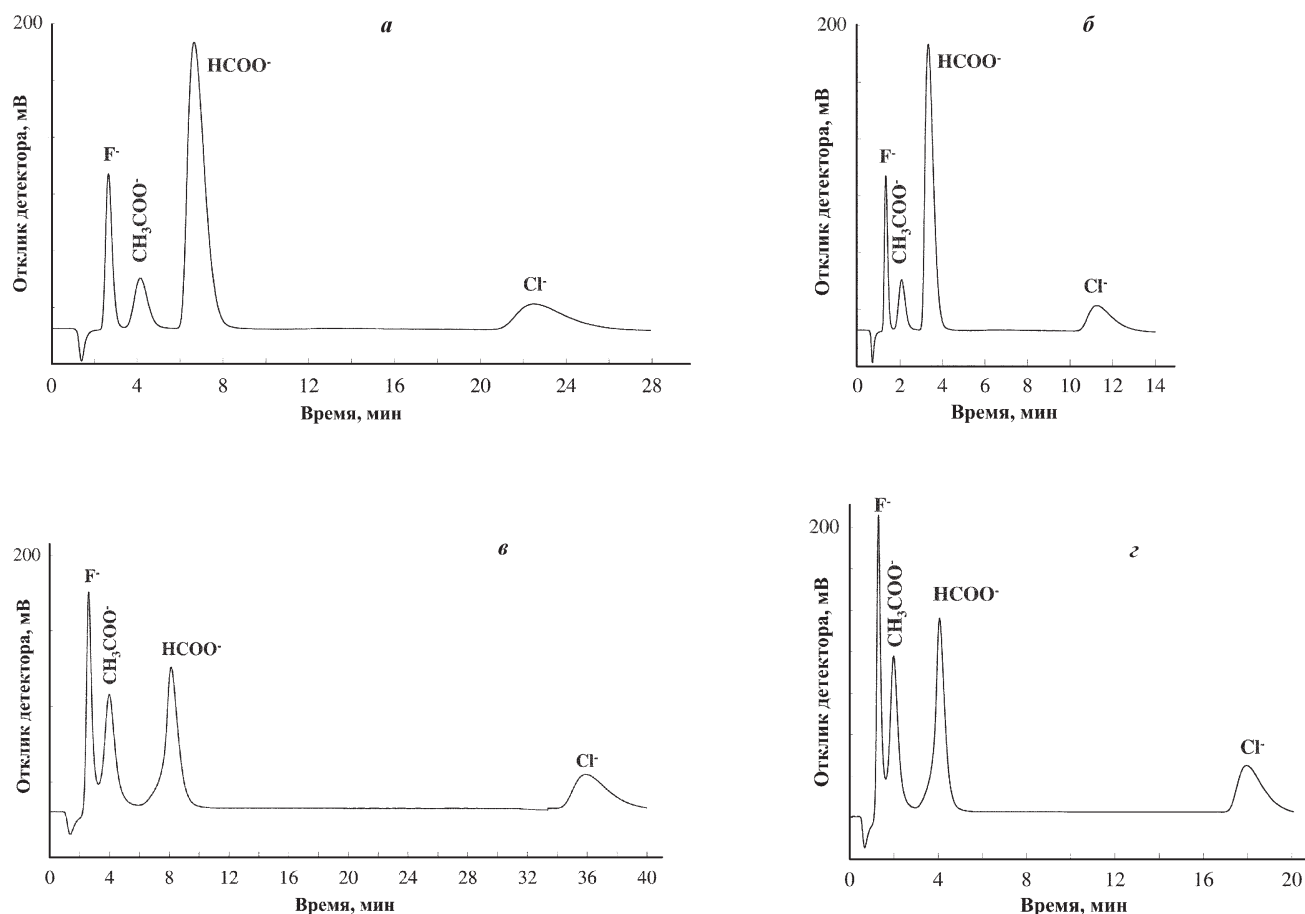 а
200
Отклик детектора, мВ
F-
CH3COO-
HCOO-
Cl-
0 4 8 12 16 20 24 28
Время, мин
б
200
Отклик детектора, мВ
F-
CH3COO-
HCOO-
Cl-
0 2 4 6 8 10 12 14
Время, мин
в
200
Отклик детектора, мВ
F-
CH3COO-
HCOO-
Cl-
0 4 8 12 16 20 24 28 32 36 40
Время, мин
г
200
Отклик детектора, мВ
F-
CH3COO-
HCOO-
Cl-
0 4 8 12 16 20
Время, мин